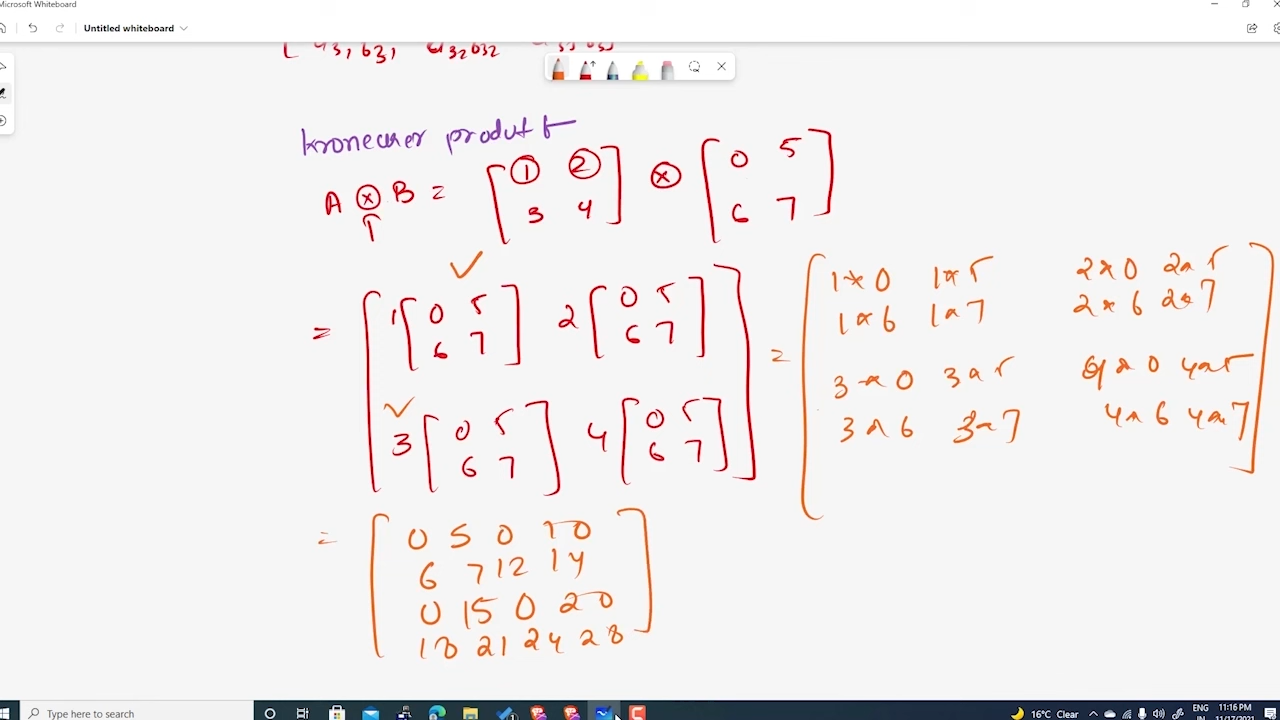 Microsoft Whiteboard
Untitled whiteboard
kronecker product
A ⊗ B = [ 1 2 ] ⊗ [ 0 5 ]
3 4 6 7
= [ 1 [ 0 5 ] 2 [ 0 5 ] ]
6 7 6 7
3 [ 0 5 ] 4 [ 0 5 ]
6 7 6 7
= [ 1*0 1*5 2*0 2*5 ]
1*6 1*7 2*6 2*7
3*0 3*5 4*0 4*5
3*6 3*7 4*6 4*7
= [ 0 5 0 10 ]
6 7 12 14
0 15 0 20
18 21 24 28
Type here to search
16°C Clear
ENG
IN
11:16 PM
11/17/2021